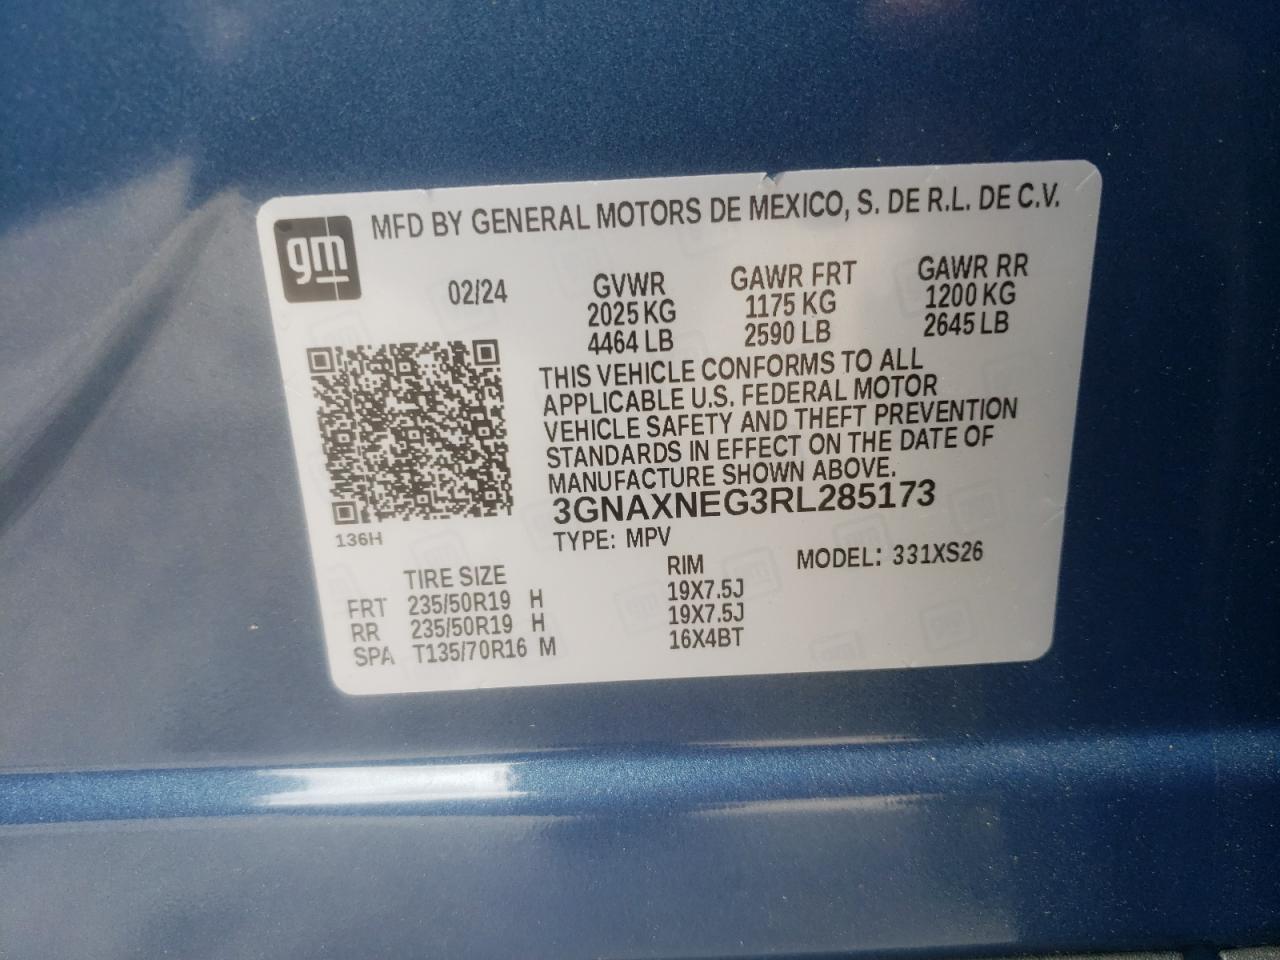 gm
MFD BY GENERAL MOTORS DE MEXICO, S. DE R.L. DE C.V.
02/24 GVWR GAWR FRT GAWR RR
2025 KG 1175 KG 1200 KG
4464 LB 2590 LB 2645 LB
THIS VEHICLE CONFORMS TO ALL
APPLICABLE U.S. FEDERAL MOTOR
VEHICLE SAFETY AND THEFT PREVENTION
STANDARDS IN EFFECT ON THE DATE OF
MANUFACTURE SHOWN ABOVE.
3GNAXNEG3RL285173
136H
TYPE: MPV
MODEL: 331XS26
TIRE SIZE RIM
FRT 235/50R19 H 19X7.5J
RR 235/50R19 H 19X7.5J
SPA T135/70R16 M 16X4BT